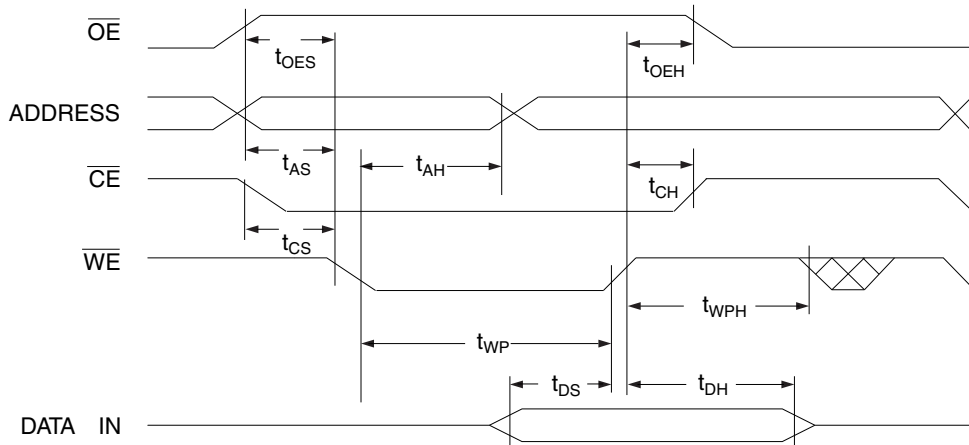 OE
tOES
tOEH
ADDRESS
tAS
tAH
tCH
CE
tCS
WE
tWPH
tWP
tDS
tDH
DATA IN